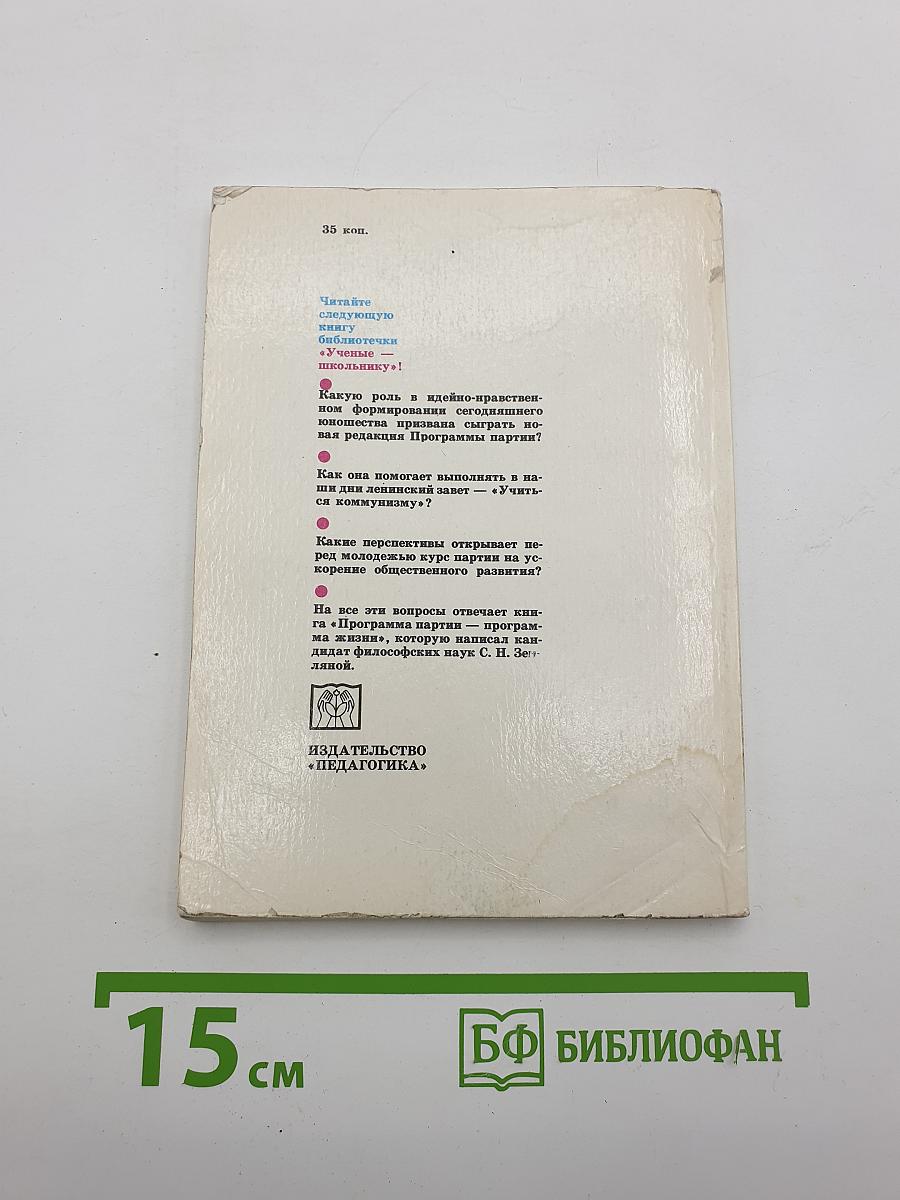 35 коп.
Читайте
следующую
книгу
библиотечки
«Ученые —
школьнику»!
Какую роль в идейно-нравствен-
ном формировании сегодняшнего
юношества призвана сыграть но-
вая редакция Программы партии?
Как она помогает выполнять в на-
ши дни ленинский завет — «Учить-
ся коммунизму»?
Какие перспективы открывает пе-
ред молодежью курс партии на ус-
корение общественного развития?
На все эти вопросы отвечает кни-
га «Программа партии — програм-
ма жизни», которую написал кан-
дидат философских наук С. Н. Зем-
ляной.
ИЗДАТЕЛЬСТВО
«ПЕДАГОГИКА»
15 см
БФ БИБЛИОФАН